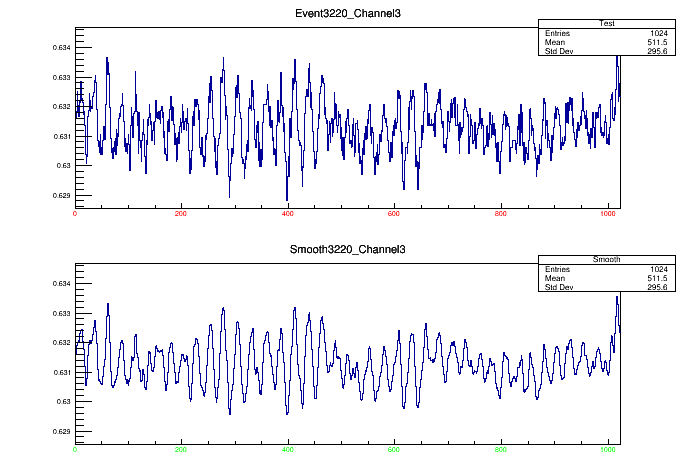 Event3220_Channel3
Test
Entries 1024
Mean 511.5
Std Dev 295.6
0.634
0.633
0.632
0.631
0.63
0.629
0 200 400 600 800 1000
Smooth3220_Channel3
Smooth
Entries 1024
Mean 511.5
Std Dev 295.6
0.634
0.633
0.632
0.631
0.63
0.629
0 200 400 600 800 1000